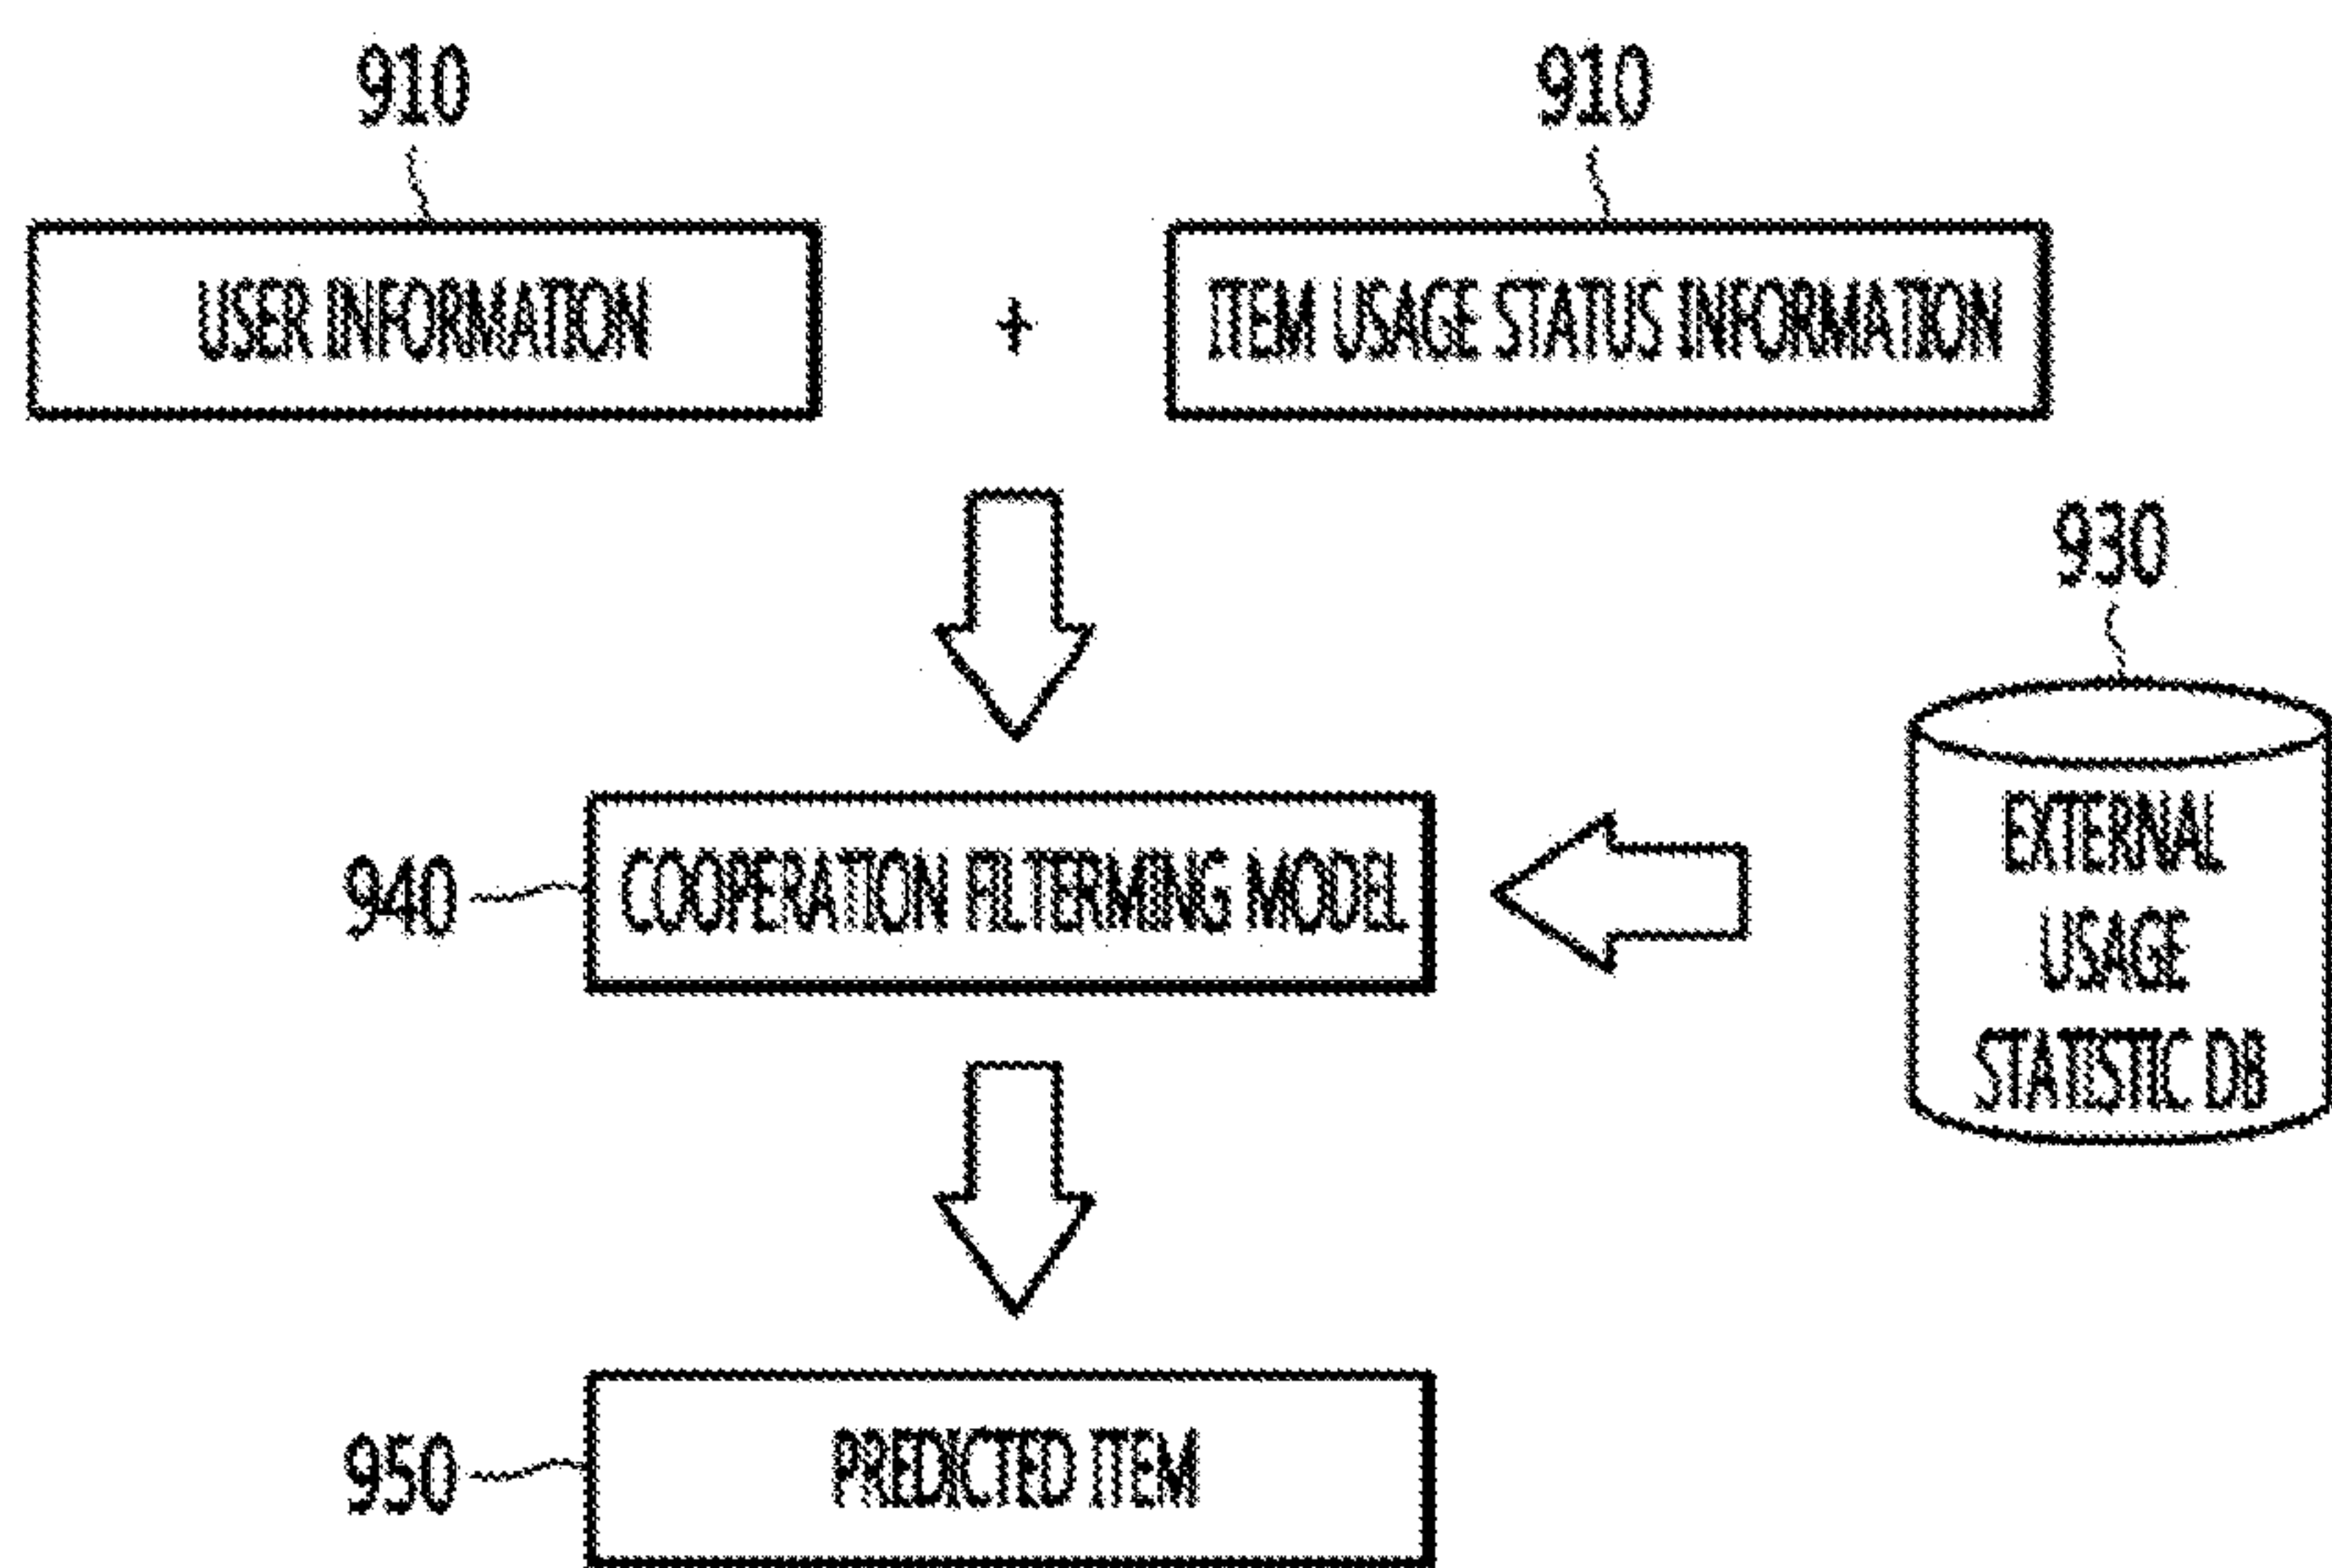 910
910
USER INFORMATION
+
ITEM USAGE STATUS INFORMATION
930
940
COOPERATION FILTERMING MODEL
EXTERNAL
USAGE
STATISTIC DB
950
PREDICTED ITEM